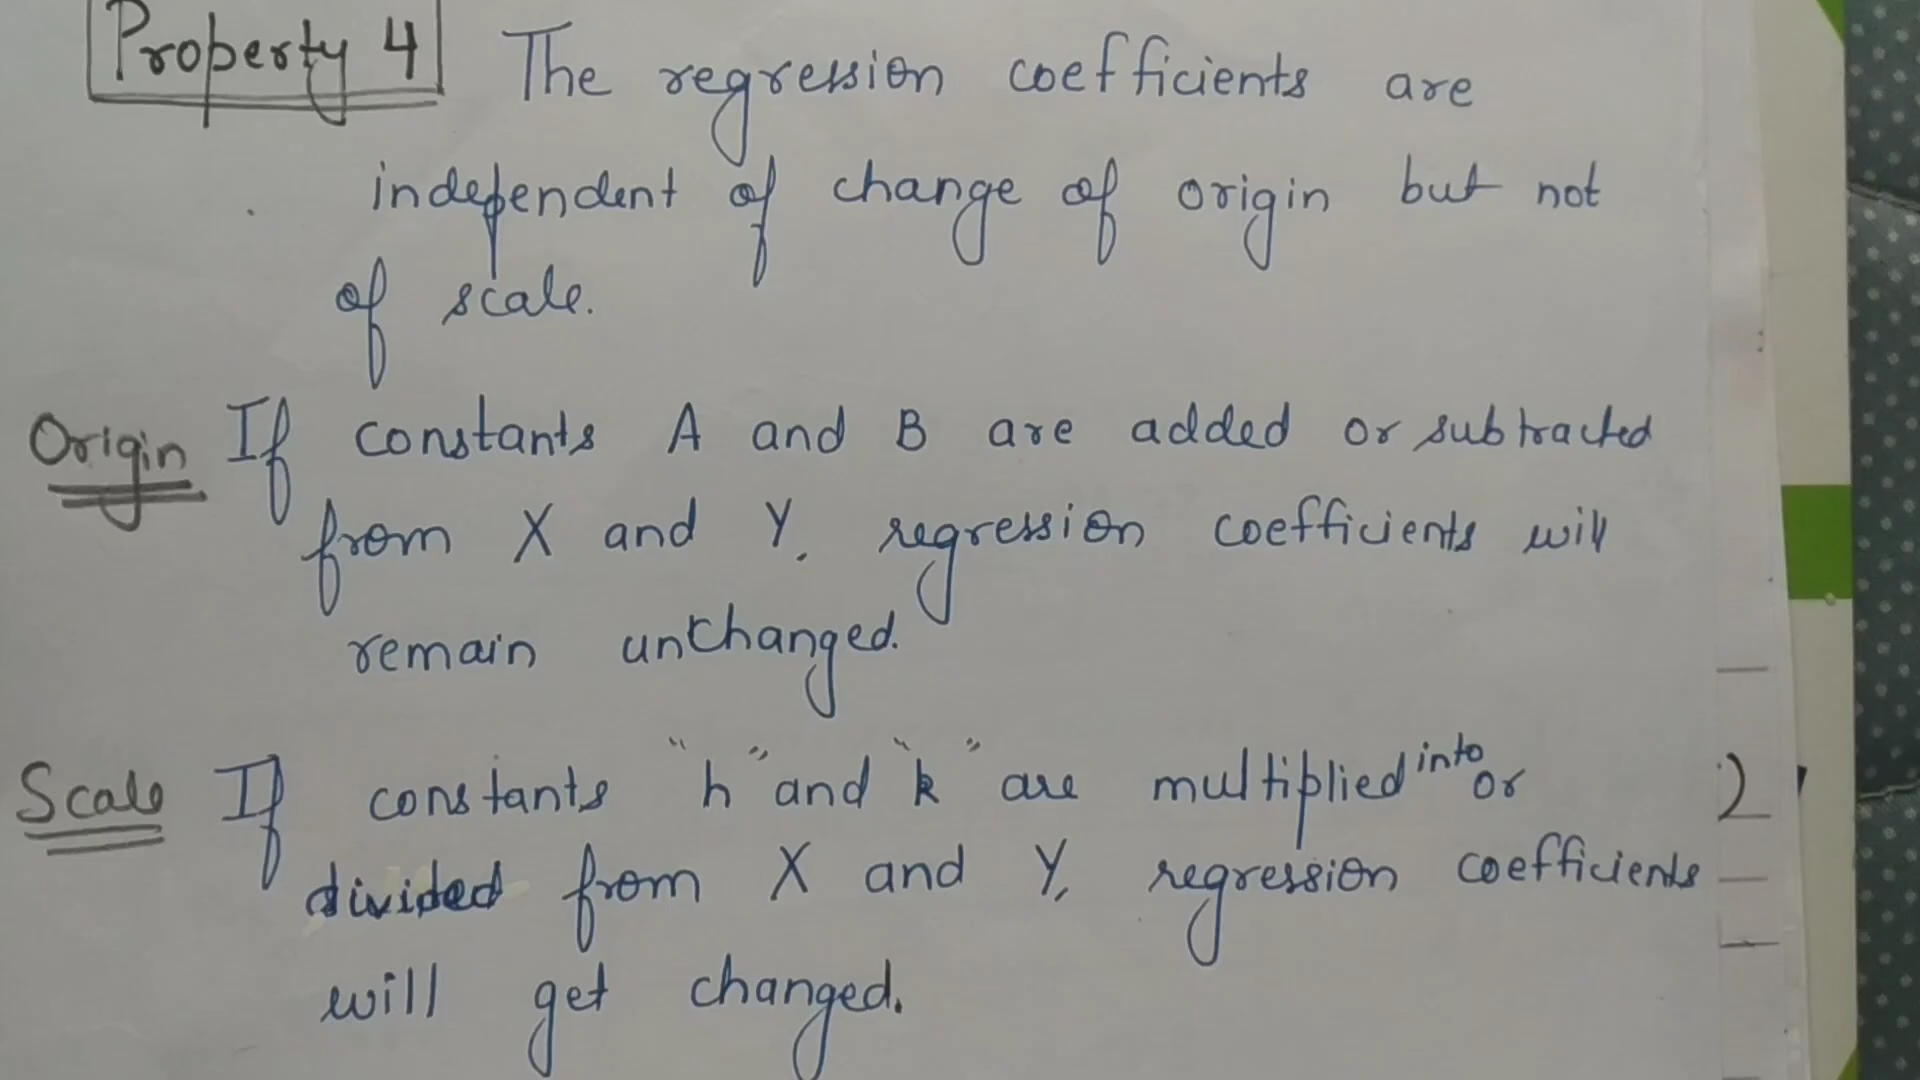 Property 4 The regression coefficients are
independent of change of origin but not
of scale.
Origin If constants A and B are added or subtracted
from X and Y, regression coefficients will
remain unchanged.
Scale If constants "h" and "k" are multiplied into or
divided from X and Y, regression coefficients
will get changed.
2